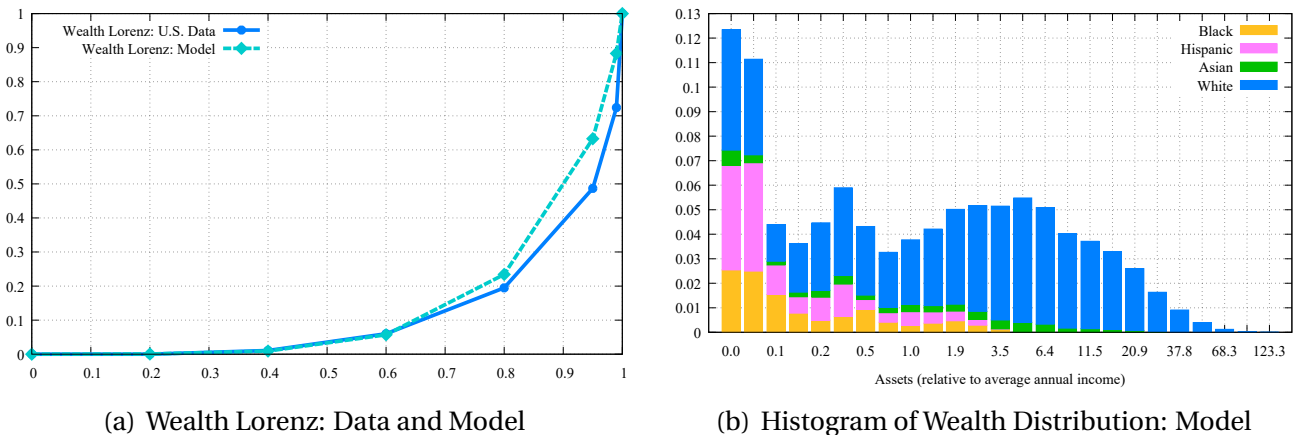 Wealth Lorenz: U.S. Data
Wealth Lorenz: Model
1
0.9
0.8
0.7
0.6
0.5
0.4
0.3
0.2
0.1
0
0 0.1 0.2 0.3 0.4 0.5 0.6 0.7 0.8 0.9 1
(a) Wealth Lorenz: Data and Model
0.13
0.12
0.11
0.1
0.09
0.08
0.07
0.06
0.05
0.04
0.03
0.02
0.01
0
Black
Hispanic
Asian
White
0.0 0.1 0.2 0.5 1.0 1.9 3.5 6.4 11.5 20.9 37.8 68.3 123.3
Assets (relative to average annual income)
(b) Histogram of Wealth Distribution: Model